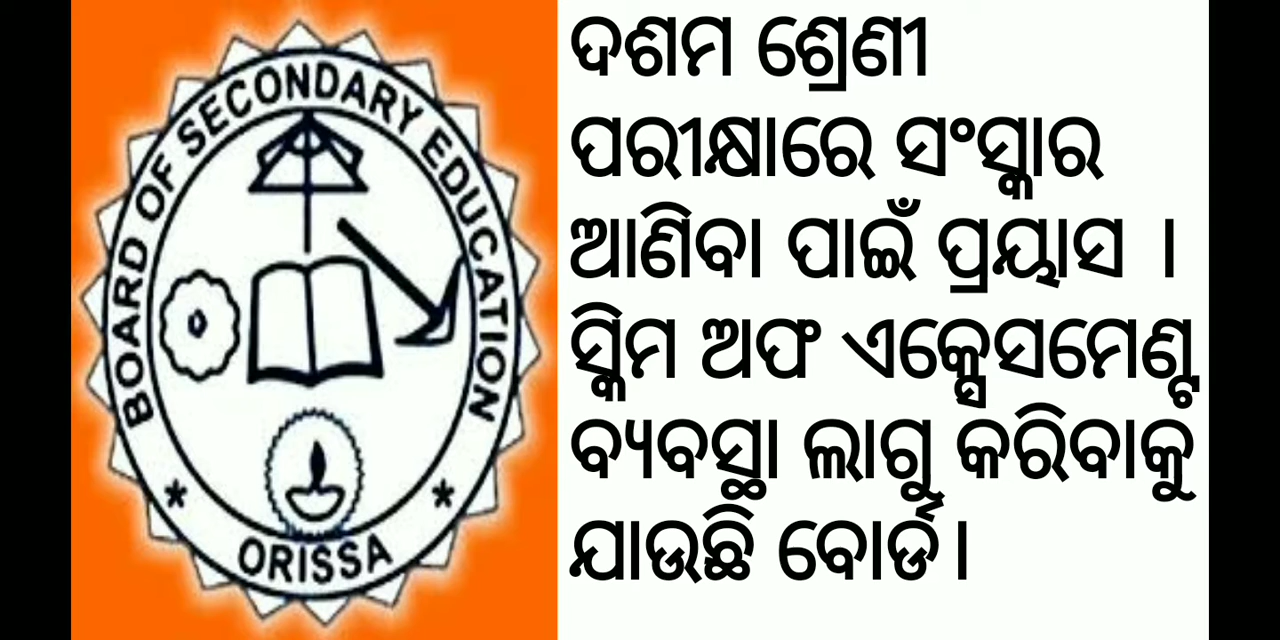 BOARD OF SECONDARY EDUCATION
* ORISSA *
ଦଶମ ଶ୍ରେଣୀ
ପରୀକ୍ଷାରେ ସଂସ୍କାର
ଆଣିବା ପାଇଁ ପ୍ରୟାସ ।
ସ୍କିମ ଅଫ ଏକ୍ସେସମେଣ୍ଟ
ବ୍ୟବସ୍ଥା ଲାଗୁ କରିବାକୁ
ଯାଉଛି ବୋର୍ଡ।